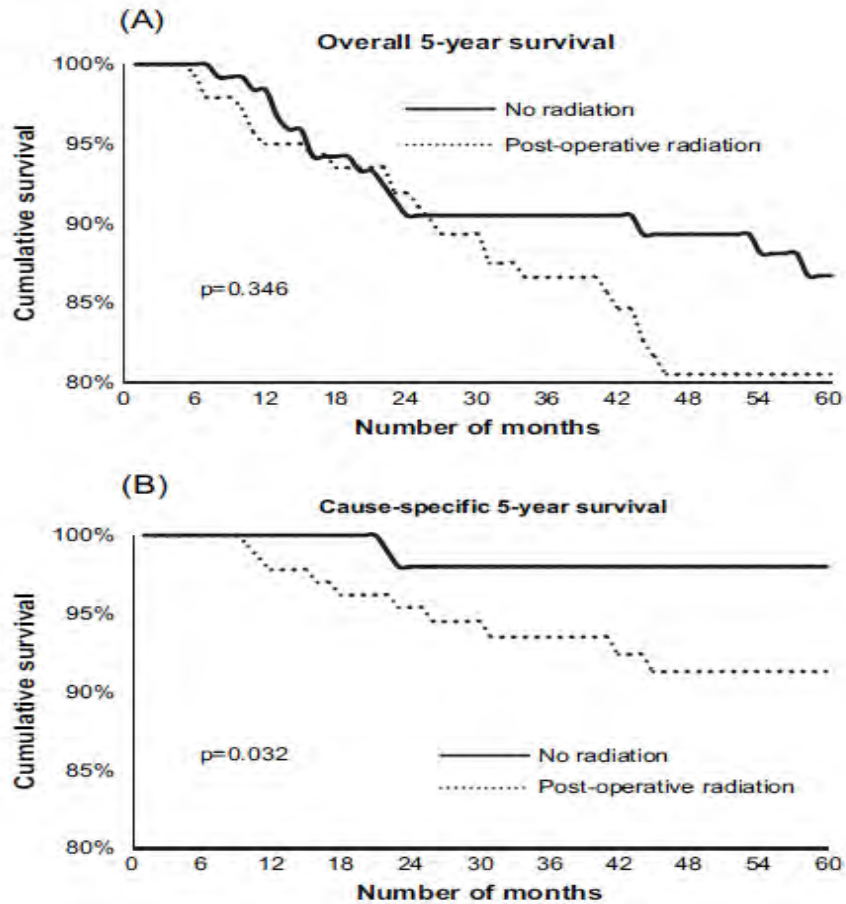 (A)
Overall 5-year survival
100%
95%
90%
85%
80%
Cumulative survival
No radiation
Post-operative radiation
p=0.346
0 6 12 18 24 30 36 42 48 54 60
Number of months
(B)
Cause-specific 5-year survival
100%
95%
90%
85%
80%
Cumulative survival
p=0.032
No radiation
Post-operative radiation
0 6 12 18 24 30 36 42 48 54 60
Number of months